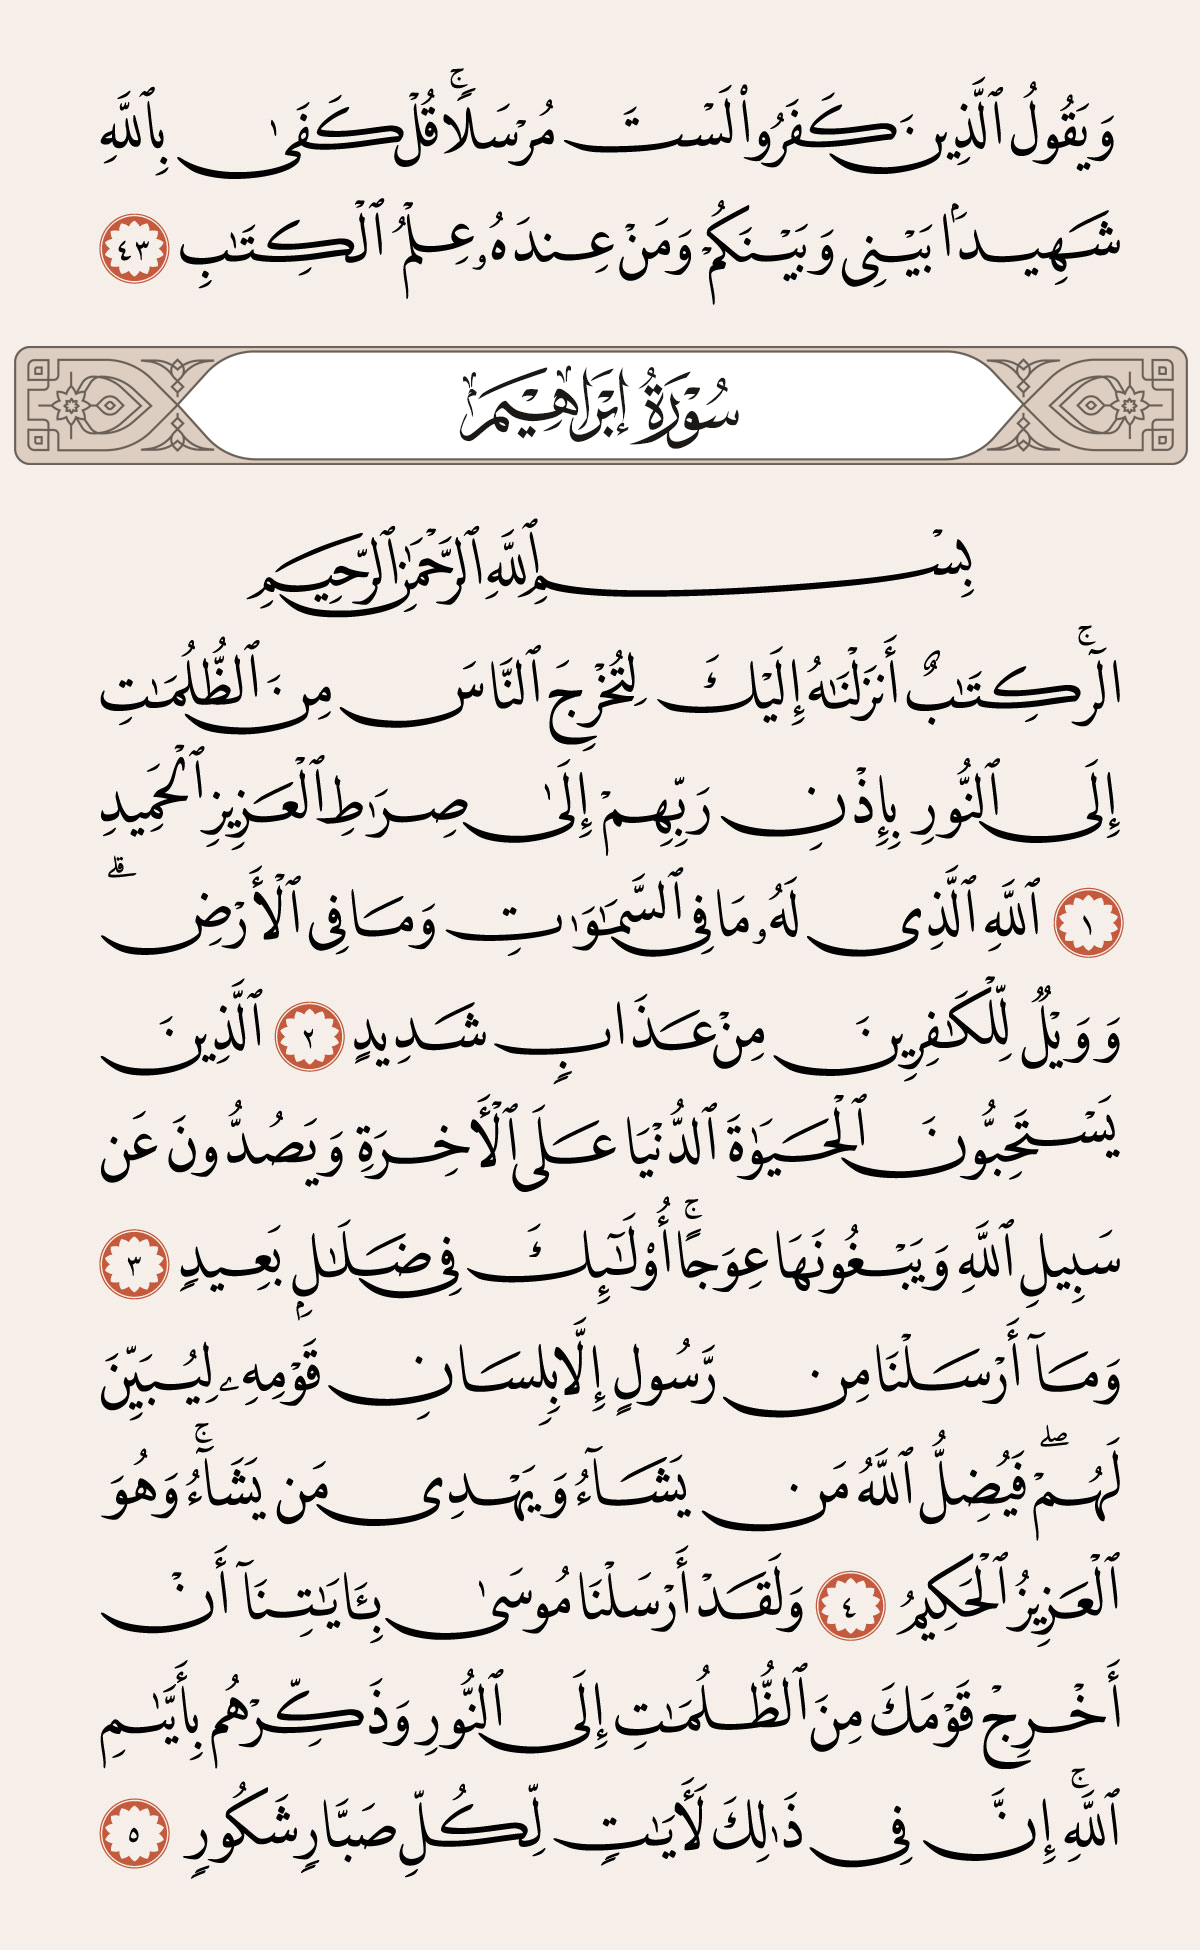 وَيَقُولُ ٱلَّذِينَ كَفَرُوا۟ لَسْتَ مُرْسَلًا ۚ قُلْ كَفَىٰ بِٱللَّهِ
شَهِيدًۢا بَيْنِى وَبَيْنَكُمْ وَمَنْ عِندَهُۥ عِلْمُ ٱلْكِتَـٰبِ ٤٣
سُورَةُ إِبْرَاهِيم
بِسْمِ ٱللَّهِ ٱلرَّحْمَـٰنِ ٱلرَّحِيمِ
الٓر ۚ كِتَـٰبٌ أَنزَلْنَـٰهُ إِلَيْكَ لِتُخْرِجَ ٱلنَّاسَ مِنَ ٱلظُّلُمَـٰتِ
إِلَى ٱلنُّورِ بِإِذْنِ رَبِّهِمْ إِلَىٰ صِرَٰطِ ٱلْعَزِيزِ ٱلْحَمِيدِ
١ ٱللَّهِ ٱلَّذِى لَهُۥ مَا فِى ٱلسَّمَـٰوَٰتِ وَمَا فِى ٱلْأَرْضِ ۗ
وَوَيْلٌ لِّلْكَـٰفِرِينَ مِنْ عَذَابٍ شَدِيدٍ ٢ ٱلَّذِينَ
يَسْتَحِبُّونَ ٱلْحَيَوٰةَ ٱلدُّنْيَا عَلَى ٱلْأَخِرَةِ وَيَصُدُّونَ عَن
سَبِيلِ ٱللَّهِ وَيَبْغُونَهَا عِوَجًا ۚ أُو۟لَـٰٓئِكَ فِى ضَلَـٰلٍۭ بَعِيدٍ ٣
وَمَآ أَرْسَلْنَا مِن رَّسُولٍ إِلَّا بِلِسَانِ قَوْمِهِۦ لِيُبَيِّنَ
لَهُمْ ۖ فَيُضِلُّ ٱللَّهُ مَن يَشَآءُ وَيَهْدِى مَن يَشَآءُ ۚ وَهُوَ
ٱلْعَزِيزُ ٱلْحَكِيمُ ٤ وَلَقَدْ أَرْسَلْنَا مُوسَىٰ بِـَٔايَـٰتِنَآ أَنْ
أَخْرِجْ قَوْمَكَ مِنَ ٱلظُّلُمَـٰتِ إِلَى ٱلنُّورِ وَذَكِّرْهُم بِأَيَّىٰمِ
ٱللَّهِ ۚ إِنَّ فِى ذَٰلِكَ لَـَٔايَـٰتٍ لِّكُلِّ صَبَّارٍ شَكُورٍ ٥